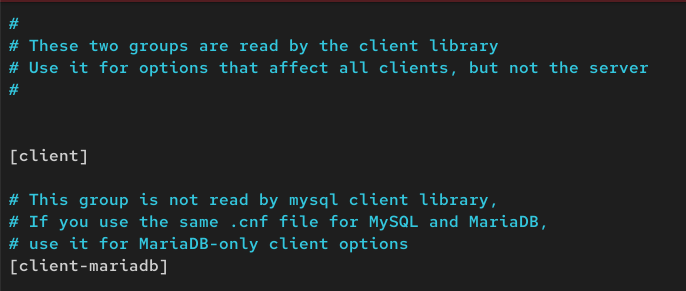 #
# These two groups are read by the client library
# Use it for options that affect all clients, but not the server
#
[client]
# This group is not read by mysql client library,
# If you use the same .cnf file for MySQL and MariaDB,
# use it for MariaDB-only client options
[client-mariadb]